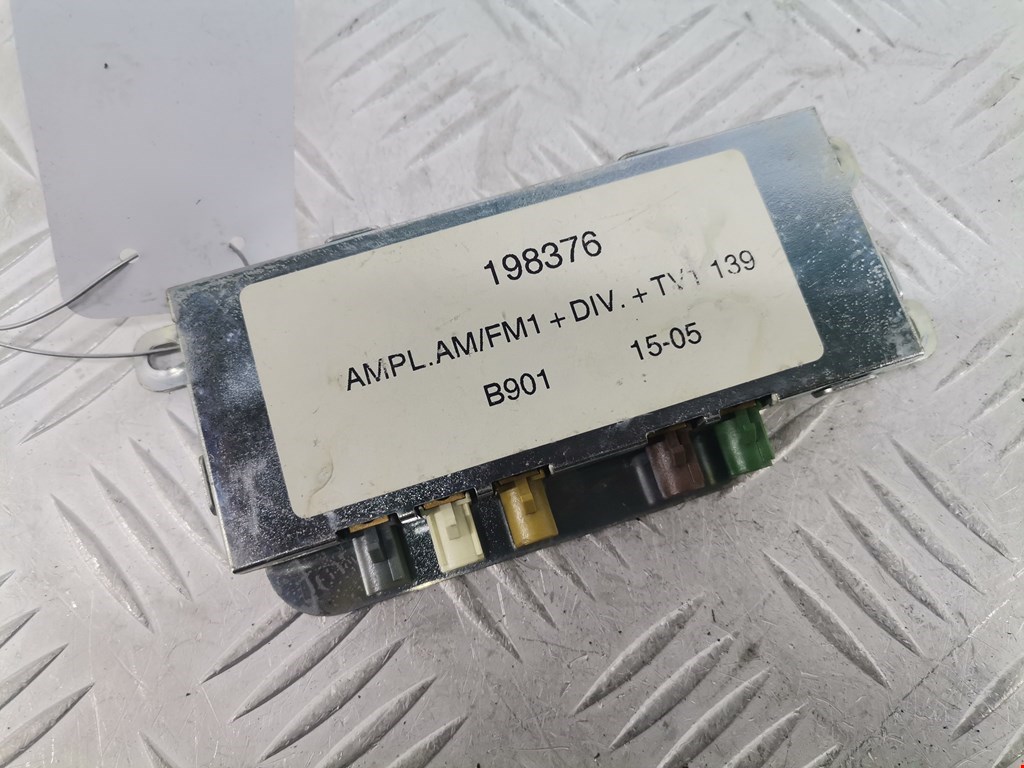 198376
AMPL.AM/FM1 + DIV. + TV1 139
B901 15-05